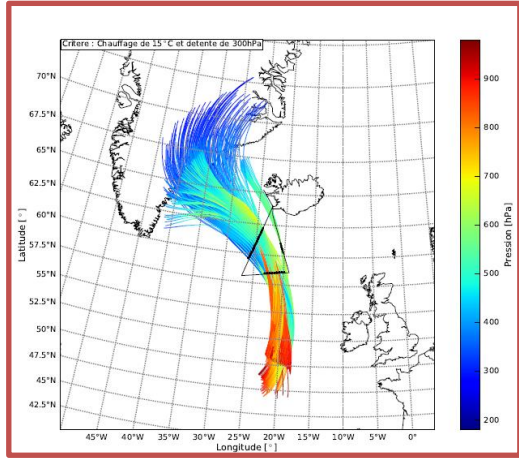 Critere : Chauffage de 15°C et detente de 300hPa
70°N
67.5°N
65°N
62.5°N
60°N
57.5°N
55°N
52.5°N
50°N
47.5°N
45°N
42.5°N
Latitude [°]
45°W
40°W
35°W
30°W
25°W
20°W
15°W
10°W
5°W
0°
Longitude [°]
900
800
700
600
500
400
300
200
Pression [hPa]